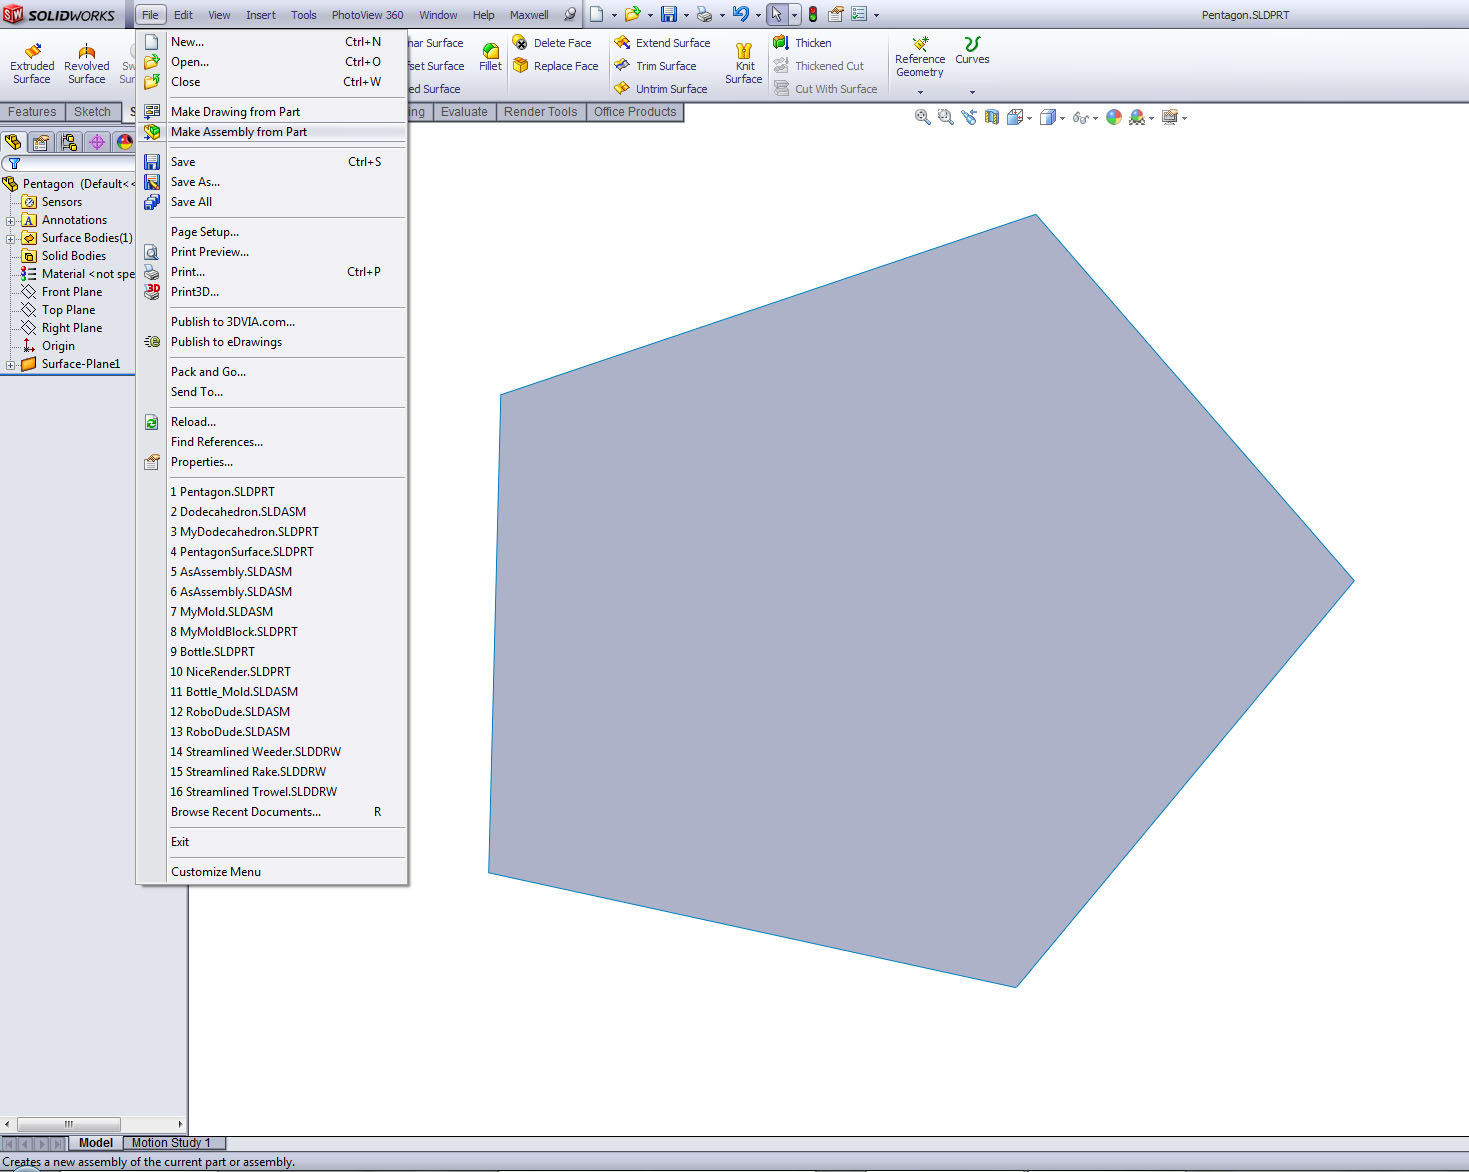 SW SOLIDWORKS File Edit View Insert Tools PhotoView 360 Window Help Maxwell Pentagon.SLDPRT
Extruded Surface
Revolved Surface
Sw
Sur
nar Surface
fset Surface
ed Surface
Fillet
Delete Face
Replace Face
Extend Surface
Trim Surface
Untrim Surface
Knit Surface
Thicken
Thickened Cut
Cut With Surface
Reference Geometry
Curves
Features Sketch S ng Evaluate Render Tools Office Products
Pentagon (Default<<
Sensors
A Annotations
Surface Bodies(1)
Solid Bodies
Material <not spe
Front Plane
Top Plane
Right Plane
Origin
Surface-Plane1
New... Ctrl+N
Open... Ctrl+O
Close Ctrl+W
Make Drawing from Part
Make Assembly from Part
Save Ctrl+S
Save As...
Save All
Page Setup...
Print Preview...
Print... Ctrl+P
3D Print3D...
Publish to 3DVIA.com...
Publish to eDrawings
Pack and Go...
Send To...
Reload...
Find References...
Properties...
1 Pentagon.SLDPRT
2 Dodecahedron.SLDASM
3 MyDodecahedron.SLDPRT
4 PentagonSurface.SLDPRT
5 AsAssembly.SLDASM
6 AsAssembly.SLDASM
7 MyMold.SLDASM
8 MyMoldBlock.SLDPRT
9 Bottle.SLDPRT
10 NiceRender.SLDPRT
11 Bottle_Mold.SLDASM
12 RoboDude.SLDASM
13 RoboDude.SLDASM
14 Streamlined Weeder.SLDDRW
15 Streamlined Rake.SLDDRW
16 Streamlined Trowel.SLDDRW
Browse Recent Documents... R
Exit
Customize Menu
Model Motion Study 1
Creates a new assembly of the current part or assembly.